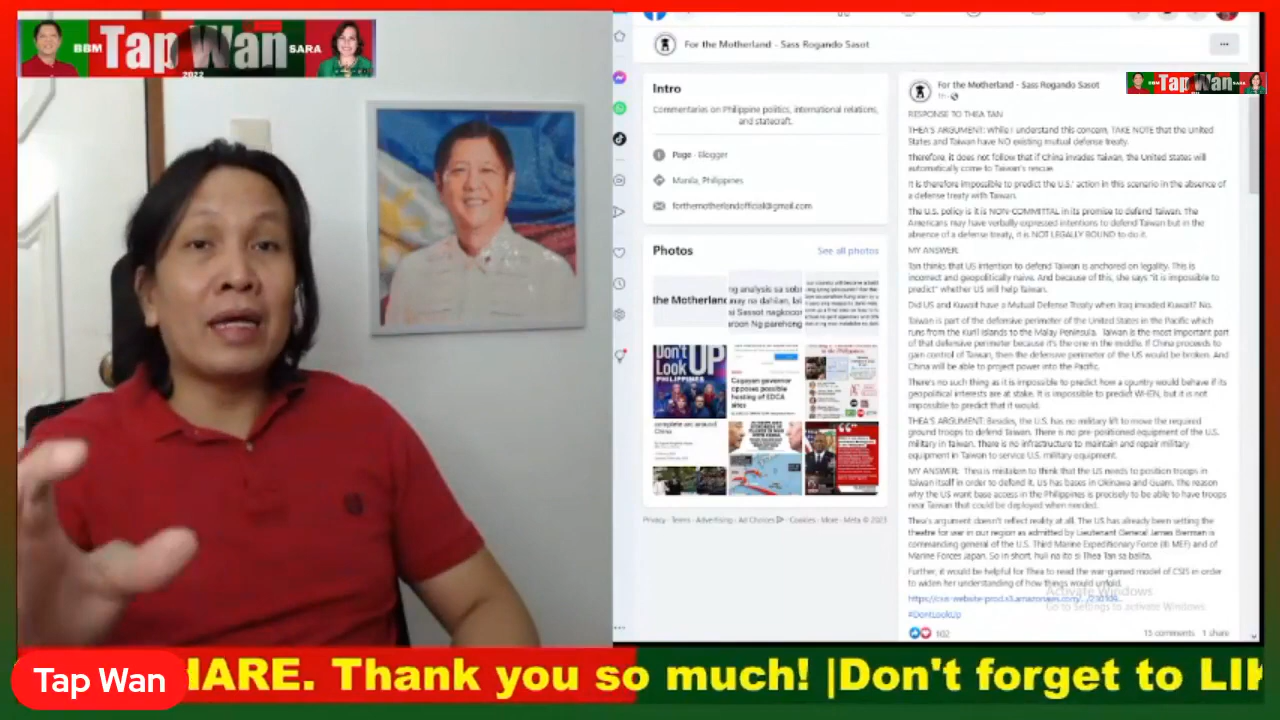 BBM Tap Wan SARA
2022
For the Motherland - Sass Rogando Sasot
Intro
Commentaries on Philippine politics, international relations,
and statecraft.
Page · Blogger
Manila, Philippines
forthemotherlandofficial@gmail.com
Photos
See all photos
the Motherland
Don't
Look UP
PHILIPPINES
Cagayan governor
opposes possible
hosting of EDCA
sites
complete arc around
China
Privacy · Terms · Advertising · Ad Choices · Cookies · More · Meta © 2023
For the Motherland - Sass Rogando Sasot
1h
RESPONSE TO THEA TAN
THEA'S ARGUMENT: While I understand this concern, TAKE NOTE that the United
States and Taiwan have NO existing mutual defense treaty.
Therefore, it does not follow that if China invades Taiwan, the United states will
automatically come to Taiwan's rescue.
It is therefore impossible to predict the U.S.' action in this scenario in the absence of
a defense treaty with Taiwan.
The U.S. policy is it is NON-COMMITTAL in its promise to defend Taiwan. The
Americans may have verbally-expressed intentions to defend Taiwan but in the
absence of a defense treaty, it is NOT LEGALLY BOUND to do it.
MY ANSWER.
Tan thinks that US intention to defend Taiwan is anchored on legality. This is
incorrect and geopolitically naive. And because of this, she says "it is impossible to
predict" whether US will help Taiwan.
Did US and Kuwait have a Mutual Defense Treaty when Iraq invaded Kuwait? No.
Taiwan is part of the defensive perimeter of the United States in the Pacific which
runs from the Kuril Islands to the Malay Peninsula. Taiwan is the most important part
of that defensive perimeter because it's the one in the middle. If China proceeds to
gain control of Taiwan, then the defensive perimeter of the US would be broken. And
China will be able to project power into the Pacific.
There's no such thing as it is impossible to predict how a country would behave if its
geopolitical interests are at stake. It is impossible to predict WHEN, but it is not
impossible to predict that it would.
THEA'S ARGUMENT: Besides, the U.S. has no military lift to move the required
ground troops to defend Taiwan. There is no pre-positioned equipment of the U.S.
military in Taiwan. There is no infrastructure to maintain and repair military
equipment in Taiwan to service U.S. military equipment.
MY ANSWER: Thea is mistaken to think that the US needs to position troops in
Taiwan itself in order to defend it. US has bases in Okinawa and Guam. The reason
why the US want base access in the Philippines is precisely to be able to have troops
near Taiwan that could be deployed when needed.
Thea's argument doesn't reflect reality at all. The US has already been setting the
theatre for war in our region as admitted by Lieutenant General James Bierman is
commanding general of the U.S. Third Marine Expeditionary Force (III MEF) and of
Marine Forces Japan. So in short, huli na ito si Thea Tan sa balita.
Further, it would be helpful for Thea to read the war-gamed model of CSIS in order
to widen her understanding of how things would unfold.
https://csis-website-prod.s3.amazonaws.com/.../230109...
#DontLookUp
102
15 comments 1 share
Activate Windows
Go to Settings to activate Windows.
Tap Wan
HARE. Thank you so much! |Don't forget to LIK